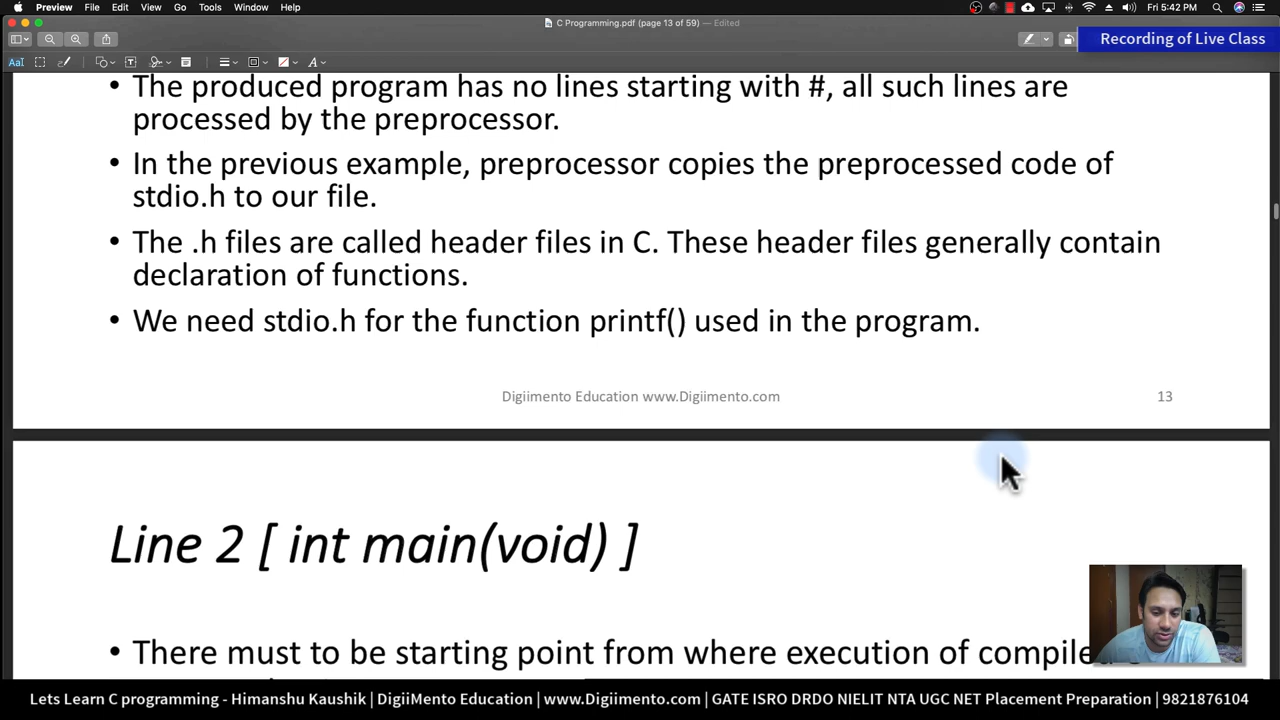 Preview File Edit View Go Tools Window Help
Fri 5:42 PM
C Programming.pdf (page 13 of 59) — Edited
Recording of Live Class
• The produced program has no lines starting with #, all such lines are
processed by the preprocessor.
• In the previous example, preprocessor copies the preprocessed code of
stdio.h to our file.
• The .h files are called header files in C. These header files generally contain
declaration of functions.
• We need stdio.h for the function printf() used in the program.
Digiimento Education www.Digiimento.com 13
Line 2 [ int main(void) ]
• There must to be starting point from where execution of compile
Lets Learn C programming - Himanshu Kaushik | DigiiMento Education | www.Digiimento.com | GATE ISRO DRDO NIELIT NTA UGC NET Placement Preparation | 9821876104